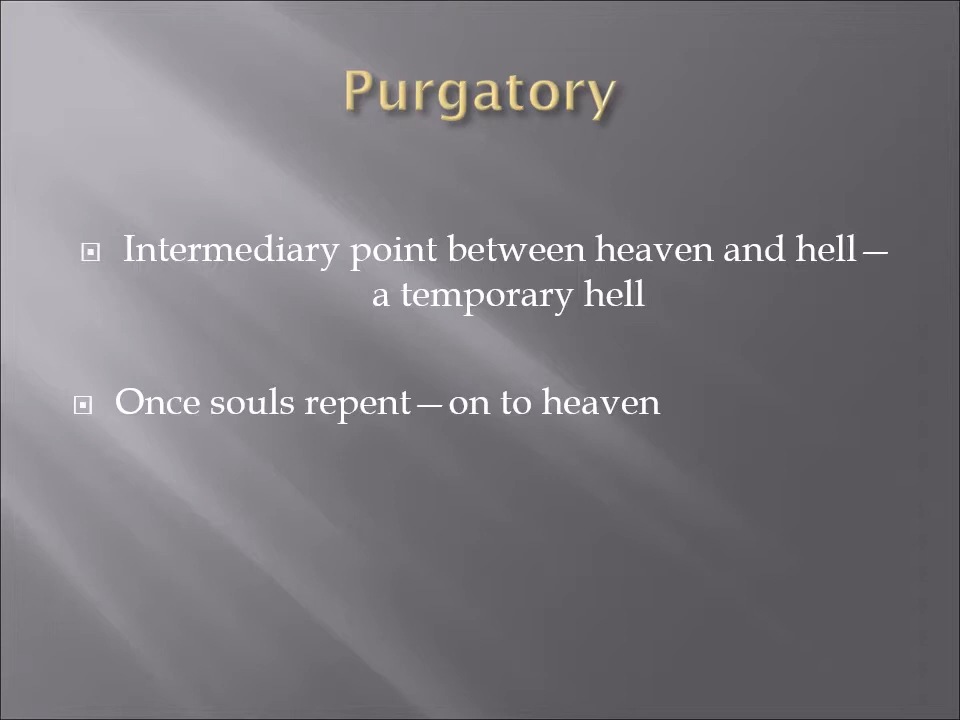 Purgatory
Intermediary point between heaven and hell—
a temporary hell
Once souls repent—on to heaven